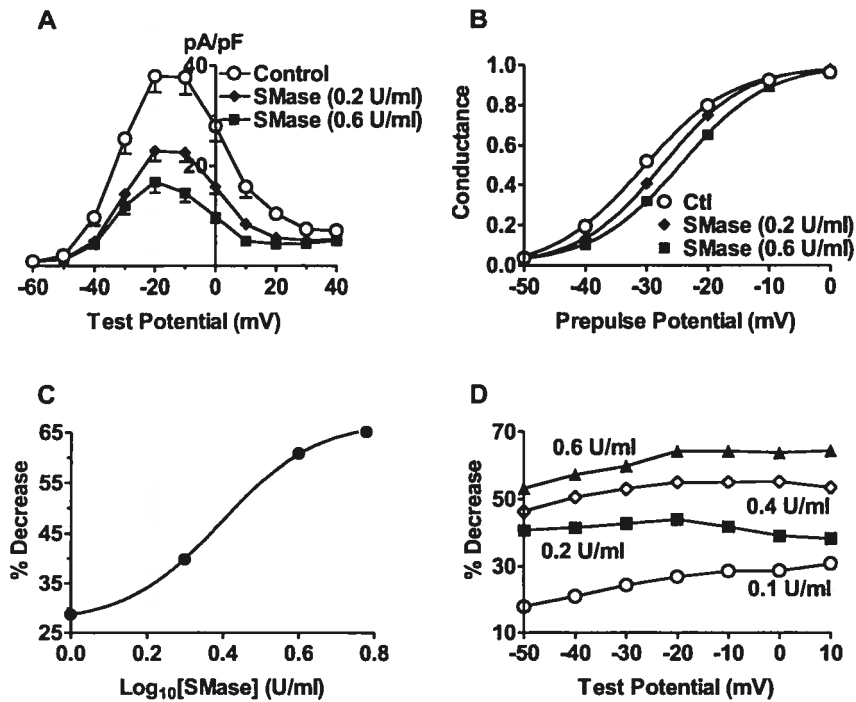 A
pA/pF
40
Control
SMase (0.2 U/ml)
SMase (0.6 U/ml)
20
-60 -40 -20 0 20 40
Test Potential (mV)
B
1.0
0.8
0.6
0.4
0.2
0.0
Conductance
Ctl
SMase (0.2 U/ml)
SMase (0.6 U/ml)
-50 -40 -30 -20 -10 0
Prepulse Potential (mV)
C
65
55
45
35
25
% Decrease
0.0 0.2 0.4 0.6 0.8
Log10[SMase] (U/ml)
D
70
50
30
10
% Decrease
0.6 U/ml
0.4 U/ml
0.2 U/ml
0.1 U/ml
-50 -40 -30 -20 -10 0 10
Test Potential (mV)